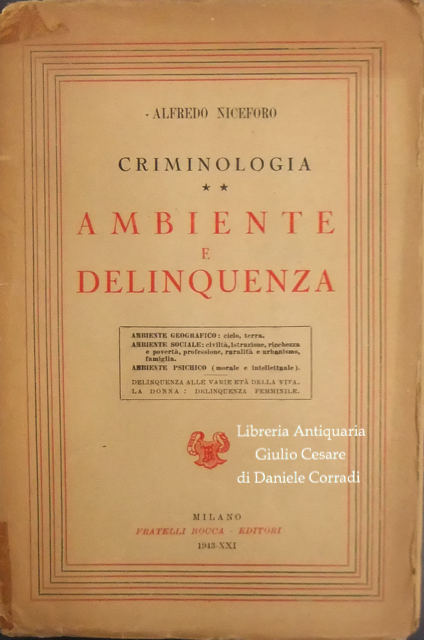 - ALFREDO NICEFORO
CRIMINOLOGIA
★ ★
AMBIENTE
E
DELINQUENZA
AMBIENTE GEOGRAFICO: cielo, terra.
AMBIENTE SOCIALE: civiltà, istruzione, ricchezza
e povertà, professione, ruralità e urbanismo,
famiglia.
AMBIENTE PSICHICO (morale e intellettuale).
DELINQUENZA ALLE VARIE ETÀ DELLA VITA.
LA DONNA: DELINQUENZA FEMMINILE.
Libreria Antiquaria
Giulio Cesare
di Daniele Corradi
MILANO
FRATELLI BOCCA - EDITORI
1943-XXI